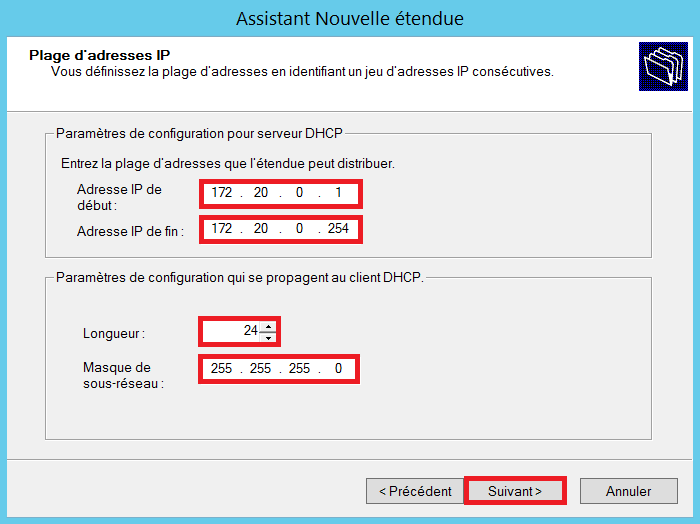 Assistant Nouvelle étendue
Plage d'adresses IP
Vous définissez la plage d'adresses en identifiant un jeu d'adresses IP consécutives.
Paramètres de configuration pour serveur DHCP
Entrez la plage d'adresses que l'étendue peut distribuer.
Adresse IP de
début :
172 . 20 . 0 . 1
Adresse IP de fin :
172 . 20 . 0 . 254
Paramètres de configuration qui se propagent au client DHCP.
Longueur :
24
Masque de
sous-réseau :
255 . 255 . 255 . 0
< Précédent
Suivant >
Annuler